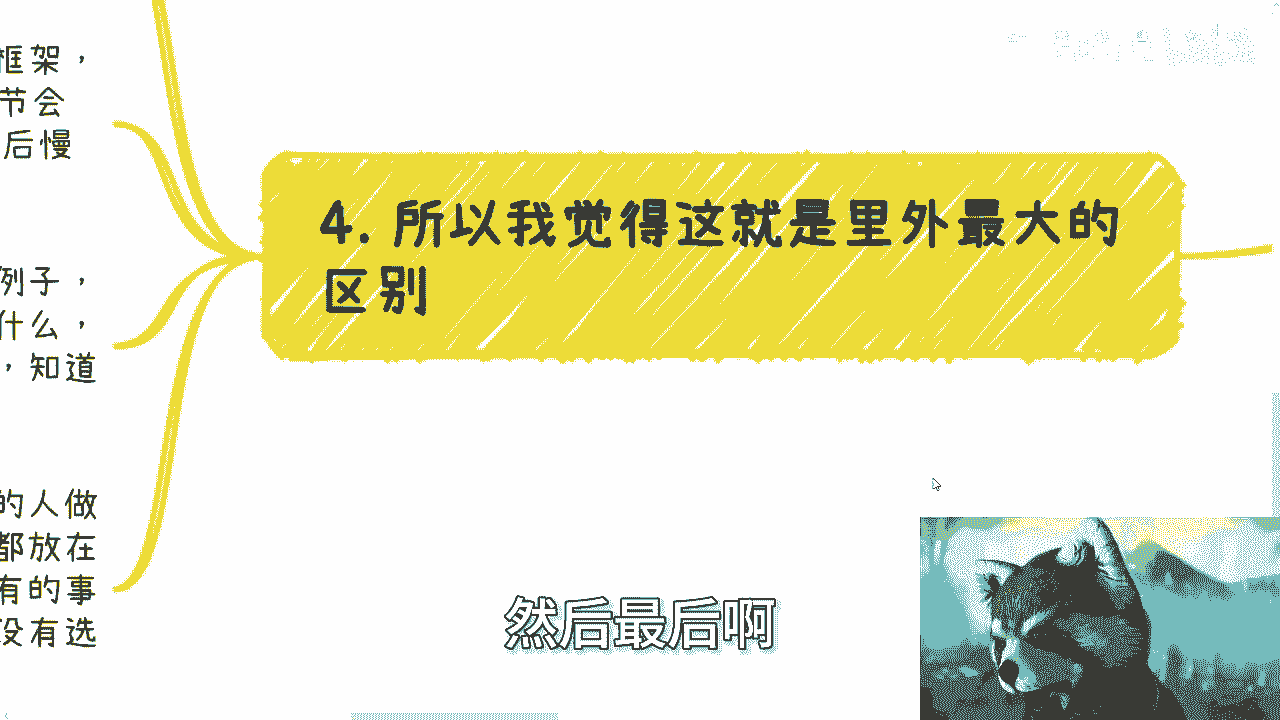 框架，
节会
后慢
例子，
什么，
，知道
的人做
都放在
有的事
没有选
4. 所以我觉得这就是里外最大的
区别
然后最后啊